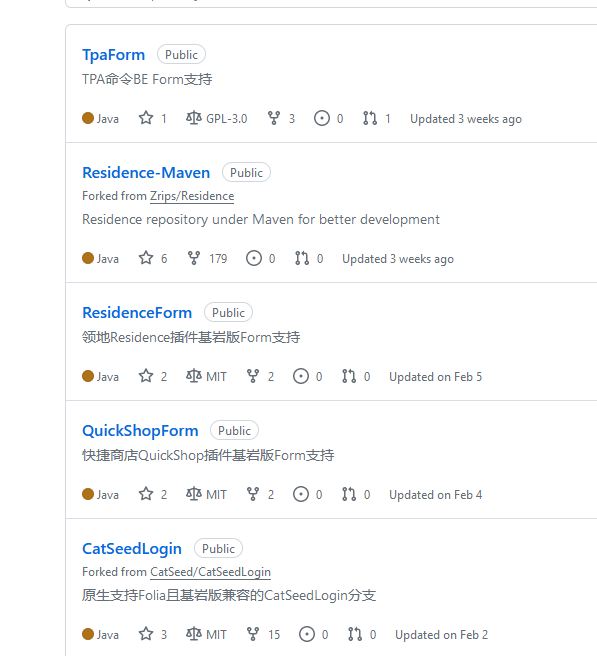 TpaForm Public
TPA命令BE Form支持
Java 1 GPL-3.0 3 0 1 Updated 3 weeks ago
Residence-Maven Public
Forked from Zrips/Residence
Residence repository under Maven for better development
Java 6 179 0 0 Updated 3 weeks ago
ResidenceForm Public
领地Residence插件基岩版Form支持
Java 2 MIT 2 0 0 Updated on Feb 5
QuickShopForm Public
快捷商店QuickShop插件基岩版Form支持
Java 2 MIT 2 0 0 Updated on Feb 4
CatSeedLogin Public
Forked from CatSeed/CatSeedLogin
原生支持Folia且基岩版兼容的CatSeedLogin分支
Java 3 MIT 15 0 0 Updated on Feb 2